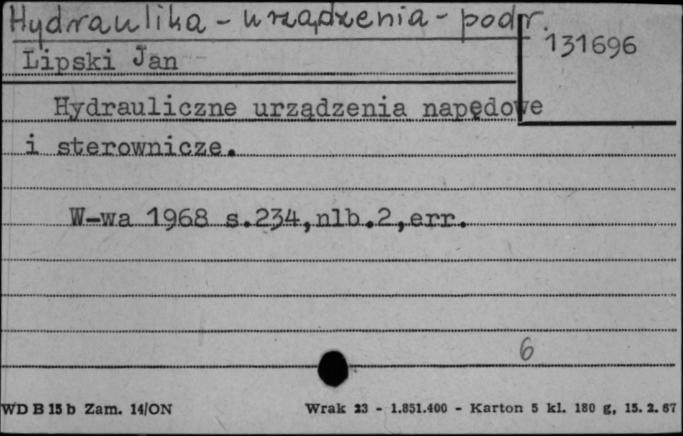 Hydraulika - urządzenia - podr.
131696
Lipski Jan
Hydrauliczne urządzenia napędowe
i sterownicze.
W-wa 1968 s.234,nlb.2,err.
6
WD B 15 b Zam. 14/ON
Wrak 23 - 1.851.400 - Karton 5 kl. 180 g, 15. 2. 67